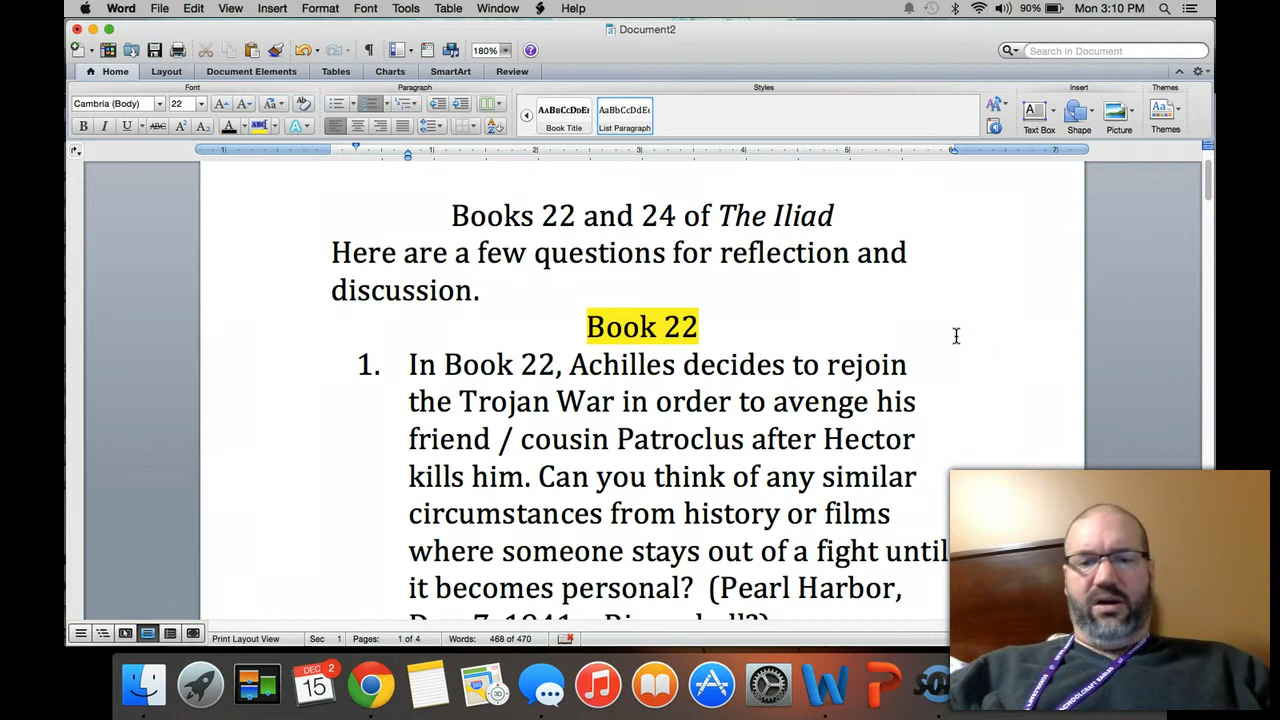 Word File Edit View Insert Format Font Tools Table Window Help 90% Mon 3:10 PM
Document2
180% Search in Document
Home Layout Document Elements Tables Charts SmartArt Review
Font Paragraph Styles Insert Themes
Cambria (Body) 22
AaBbCcDdEe AaBbCcDdEe
Book Title List Paragraph
Text Box Shape Picture Themes
Books 22 and 24 of The Iliad
Here are a few questions for reflection and
discussion.
Book 22
1. In Book 22, Achilles decides to rejoin
the Trojan War in order to avenge his
friend / cousin Patroclus after Hector
kills him. Can you think of any similar
circumstances from history or films
where someone stays out of a fight until
it becomes personal? (Pearl Harbor,
Print Layout View Sec 1 Pages: 1 of 4 Words: 468 of 470
DEC
15